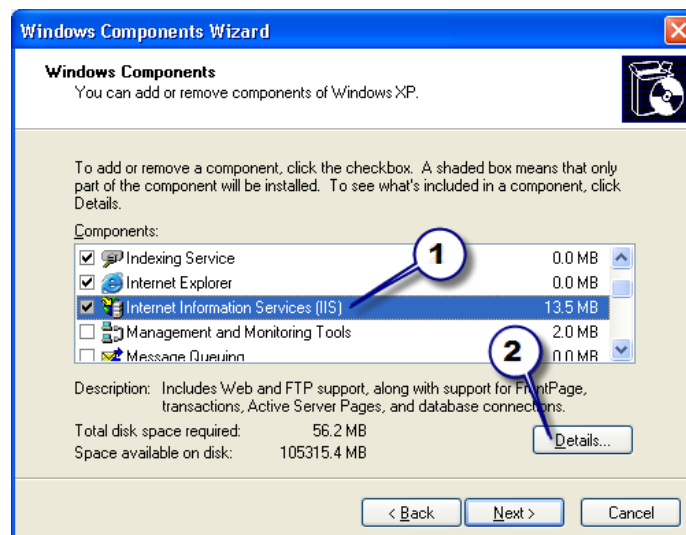 Windows Components Wizard
Windows Components
You can add or remove components of Windows XP.
To add or remove a component, click the checkbox. A shaded box means that only
part of the component will be installed. To see what's included in a component, click
Details.
Components:
Indexing Service 0.0 MB
1
Internet Explorer 0.0 MB
Internet Information Services (IIS) 13.5 MB
Management and Monitoring Tools 2.0 MB
2
Message Queuing 0.0 MB
Description: Includes Web and FTP support, along with support for FrontPage,
transactions, Active Server Pages, and database connections.
Total disk space required: 56.2 MB
Space available on disk: 105315.4 MB
Details...
< Back Next > Cancel